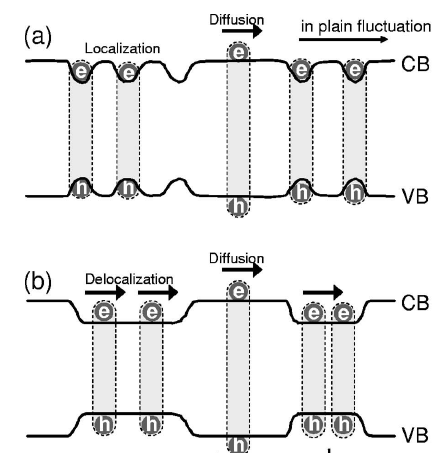 Diffusion
(a)
in plain fluctuation
Localization
e e e e e CB
h h h h h VB
Diffusion
(b)
Delocalization
e e e e e CB
h h h h h VB